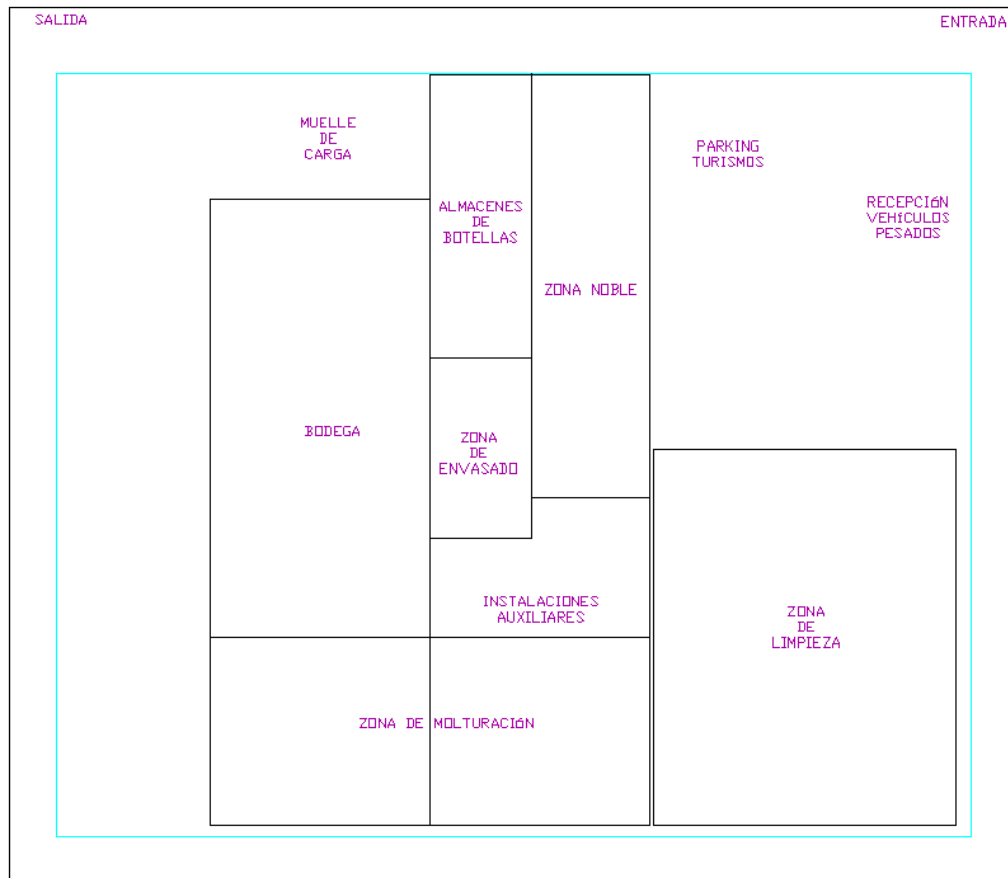 SALIDA
ENTRADA
MUELLE
DE
CARGA
PARKING
TURISMOS
ALMACENES
DE
BOTELLAS
RECEPCIÓN
VEHÍCULOS
PESADOS
ZONA NOBLE
BODEGA
ZONA
DE
ENVASADO
INSTALACIONES
AUXILIARES
ZONA
DE
LIMPIEZA
ZONA DE MOLTURACIÓN